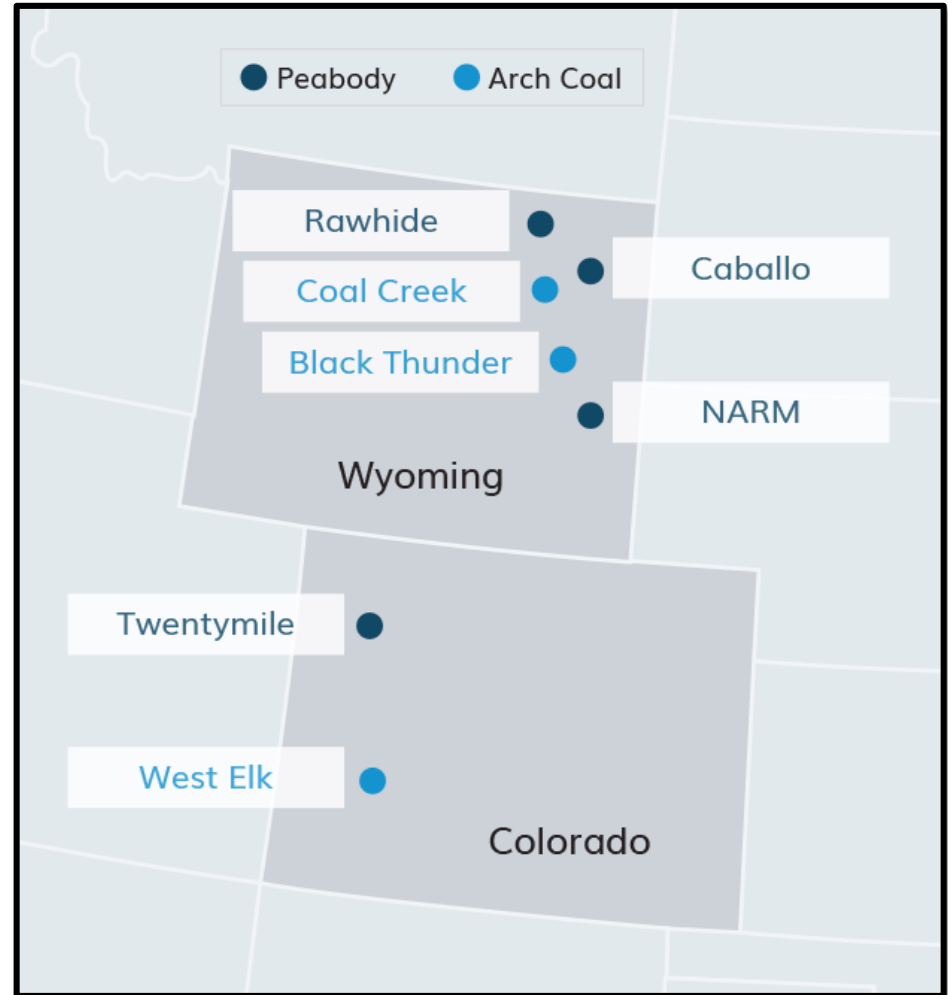 Peabody
Arch Coal
Rawhide
Caballo
Coal Creek
Black Thunder
NARM
Wyoming
Twentymile
West Elk
Colorado